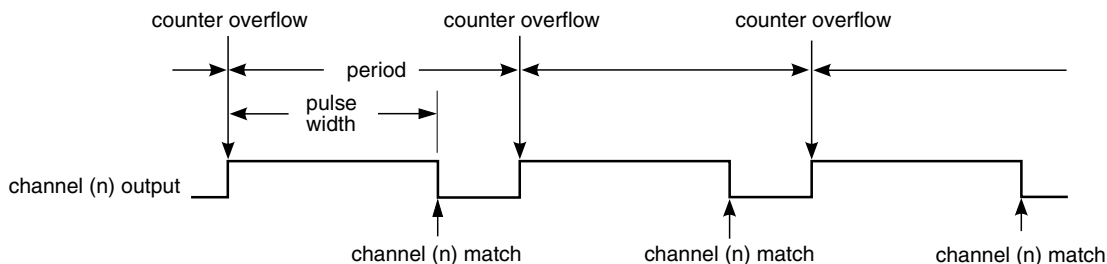 counter overflow
counter overflow
counter overflow
period
pulse
width
channel (n) output
channel (n) match
channel (n) match
channel (n) match